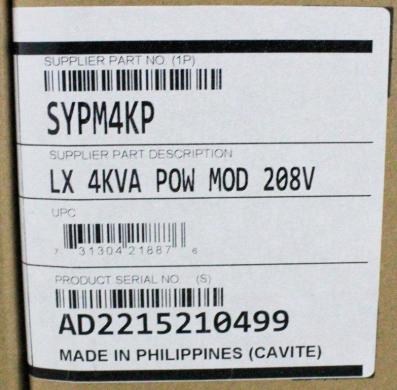 SUPPLIER PART NO. (1P)
SYPM4KP
SUPPLIER PART DESCRIPTION
LX 4KVA POW MOD 208V
UPC
7 31304 21887 6
PRODUCT SERIAL NO (S)
AD2215210499
MADE IN PHILIPPINES (CAVITE)